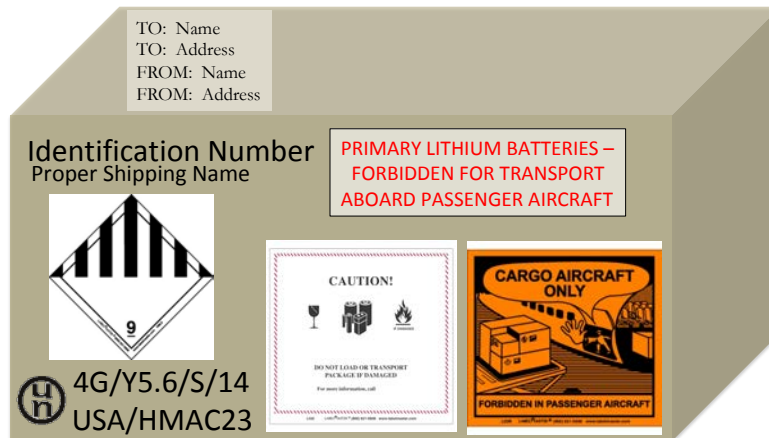 TO: Name
TO: Address
FROM: Name
FROM: Address
Identification Number
Proper Shipping Name
PRIMARY LITHIUM BATTERIES –
FORBIDDEN FOR TRANSPORT
ABOARD PASSENGER AIRCRAFT
9
CAUTION!
DO NOT LOAD OR TRANSPORT
PACKAGE IF DAMAGED
For more information, call
CARGO AIRCRAFT
ONLY
FORBIDDEN IN PASSENGER AIRCRAFT
un
4G/Y5.6/S/14
USA/HMAC23